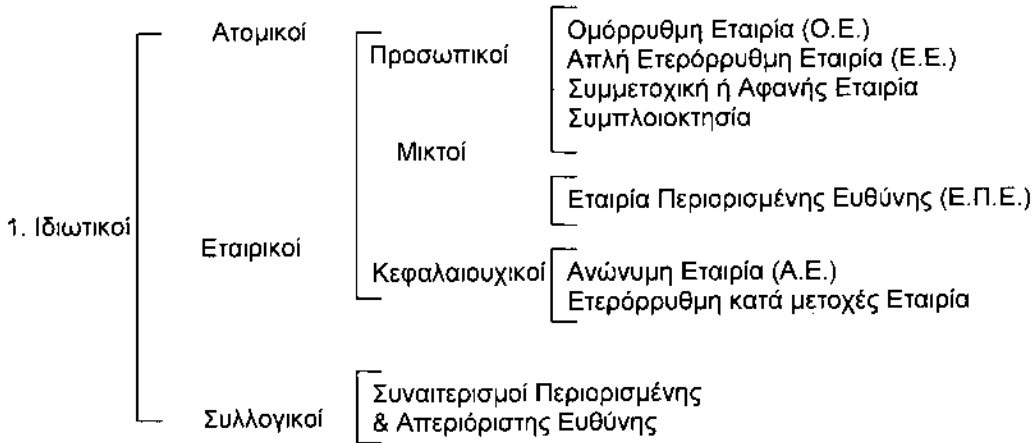 1. Ιδιωτικοί
Ατομικοί
Εταιρικοί
Προσωπικοί
Ομόρρυθμη Εταιρία (Ο.Ε.)
Απλή Ετερόρρυθμη Εταιρία (Ε.Ε.)
Συμμετοχική ή Αφανής Εταιρία
Συμπλοιοκτησία
Μικτοί
Εταιρία Περιορισμένης Ευθύνης (Ε.Π.Ε.)
Κεφαλαιουχικοί
Ανώνυμη Εταιρία (Α.Ε.)
Ετερόρρυθμη κατά μετοχές Εταιρία
Συλλογικοί
Συναιτερισμοί Περιορισμένης
& Απεριόριστης Ευθύνης